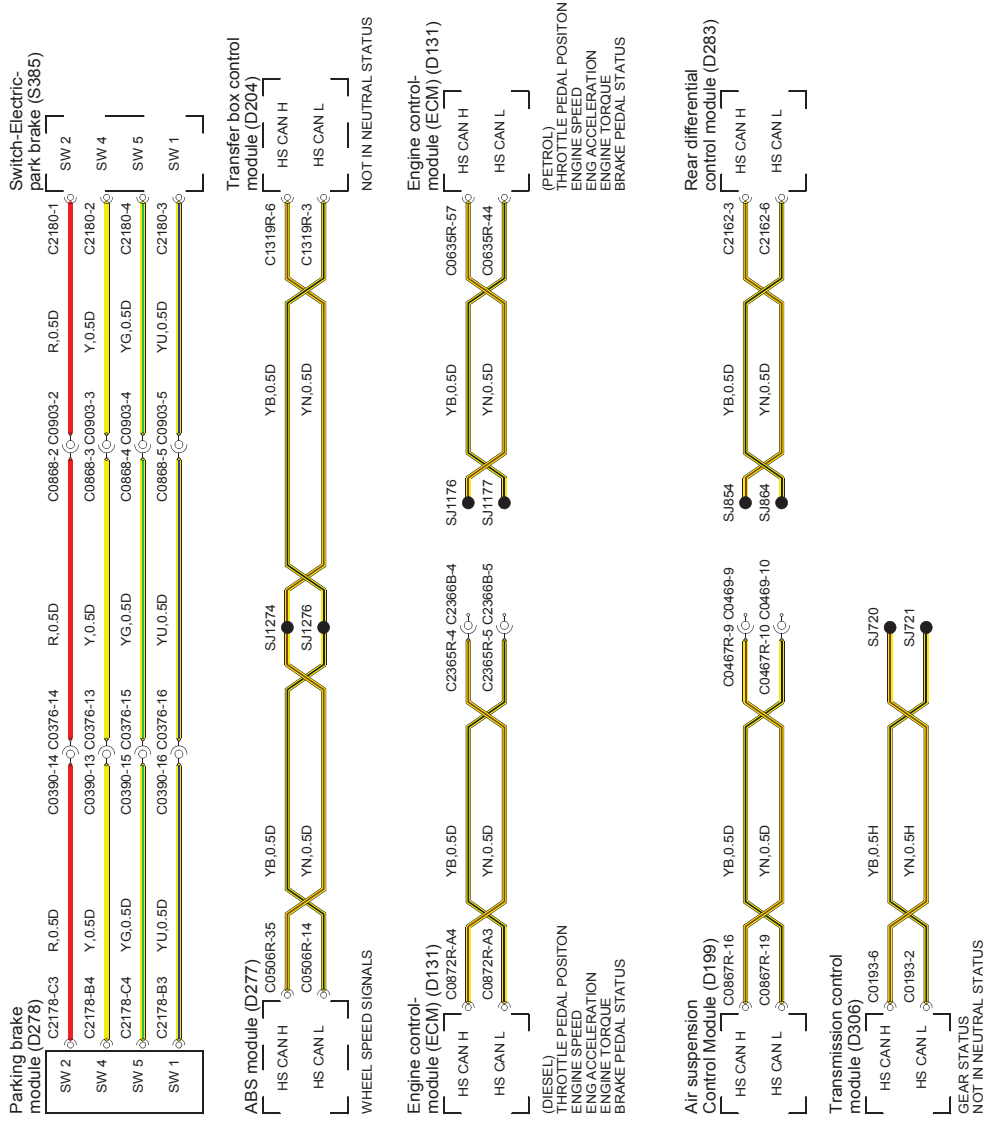 Parking brake
module (D278)
SW 2
SW 4
SW 5
SW 1
C2178-C3
C2178-B4
C2178-C4
C2178-B3
R,0.5D
Y,0.5D
YG,0.5D
YU,0.5D
C0390-14 C0376-14
C0390-13 C0376-13
C0390-15 C0376-15
C0390-16 C0376-16
R,0.5D
Y,0.5D
YG,0.5D
YU,0.5D
C0868-2 C0903-2
C0868-3 C0903-3
C0868-4 C0903-4
C0868-5 C0903-5
R,0.5D
Y,0.5D
YG,0.5D
YU,0.5D
C2180-1
C2180-2
C2180-4
C2180-3
Switch-Electric-
park brake (S385)
SW 2
SW 4
SW 5
SW 1
ABS module (D277)
HS CAN H
HS CAN L
WHEEL SPEED SIGNALS
C0506R-35
C0506R-14
YB,0.5D
YN,0.5D
SJ1274
SJ1276
YB,0.5D
YN,0.5D
C1319R-6
C1319R-3
Transfer box control
module (D204)
HS CAN H
HS CAN L
NOT IN NEUTRAL STATUS
Engine control-
module (ECM) (D131)
HS CAN H
HS CAN L
(DIESEL)
THROTTLE PEDAL POSITON
ENGINE SPEED
ENG ACCELERATION
ENGINE TORQUE
BRAKE PEDAL STATUS
C0872R-A4
C0872R-A3
YB,0.5D
YN,0.5D
C2365R-4 C2366B-4
C2365R-5 C2366B-5
SJ1176
SJ1177
YB,0.5D
YN,0.5D
C0635R-57
C0635R-44
Engine control-
module (ECM) (D131)
HS CAN H
HS CAN L
(PETROL)
THROTTLE PEDAL POSITON
ENGINE SPEED
ENG ACCELERATION
ENGINE TORQUE
BRAKE PEDAL STATUS
Air suspension
Control Module (D199)
HS CAN H
HS CAN L
C0867R-16
C0867R-19
YB,0.5D
YN,0.5D
C0467R-9 C0469-9
C0467R-10 C0469-10
SJ854
SJ864
YB,0.5D
YN,0.5D
C2162-3
C2162-6
Rear differential
control module (D283)
HS CAN H
HS CAN L
Transmission control
module (D306)
HS CAN H
HS CAN L
GEAR STATUS
NOT IN NEUTRAL STATUS
C0193-6
C0193-2
YB,0.5H
YN,0.5H
SJ720
SJ721